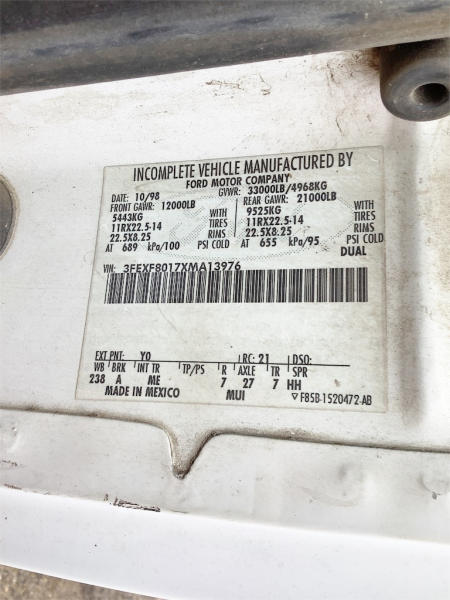 INCOMPLETE VEHICLE MANUFACTURED BY
FORD MOTOR COMPANY
DATE: 10/98 GVWR: 33000LB/4968KG
FRONT GAWR: 12000LB REAR GAWR: 21000LB
5443KG WITH 9525KG WITH
11RX22.5-14 TIRES 11RX22.5-14 TIRES
22.5X8.25 RIMS 22.5X8.25 RIMS
AT 689 kPa/100 PSI COLD AT 655 kPa/95 PSI COLD
DUAL
VIN: 3FEXF8017XMA13976
EXT PNT: YO RC: 21 DSO:
WB BRK INT TR TP/PS R AXLE TR SPR
238 A ME 7 27 7 HH
MADE IN MEXICO MUI ▽ F85B-1520472-AB